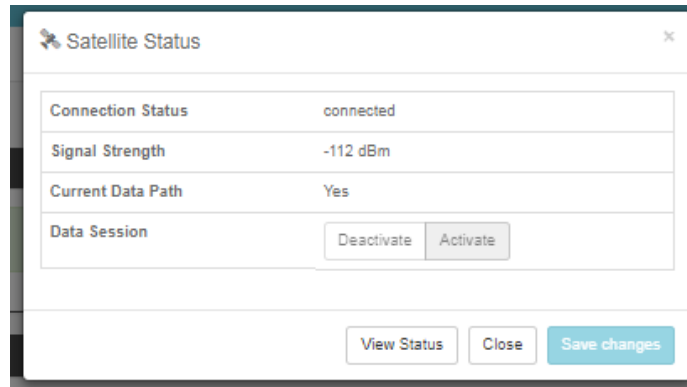 Satellite Status
×
Connection Status connected
Signal Strength -112 dBm
Current Data Path Yes
Data Session Deactivate Activate
View Status Close Save changes